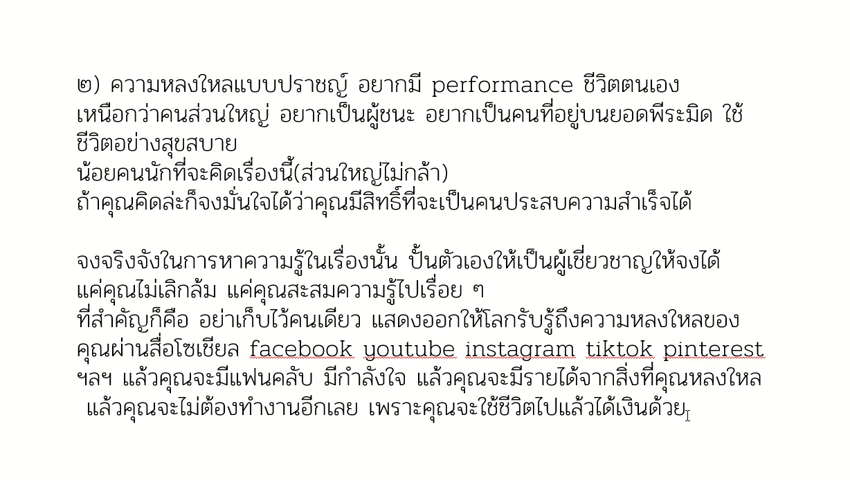 ๒) ความหลงใหลแบบปราชญ์ อยากมี performance ชีวิตตนเอง
เหนือกว่าคนส่วนใหญ่ อยากเป็นผู้ชนะ อยากเป็นคนที่อยู่บนยอดพีระมิด ใช้
ชีวิตอย่างสุขสบาย
น้อยคนนักที่จะคิดเรื่องนี้(ส่วนใหญ่ไม่กล้า)
ถ้าคุณคิดล่ะก็จงมั่นใจได้ว่าคุณมีสิทธิ์ที่จะเป็นคนประสบความสำเร็จได้
จงจริงจังในการหาความรู้ในเรื่องนั้น ปั้นตัวเองให้เป็นผู้เชี่ยวชาญให้จงได้
แค่คุณไม่เลิกล้ม แค่คุณสะสมความรู้ไปเรื่อย ๆ
ที่สำคัญก็คือ อย่าเก็บไว้คนเดียว แสดงออกให้โลกรับรู้ถึงความหลงใหลของ
คุณผ่านสื่อโซเชียล facebook youtube instagram tiktok pinterest
ฯลฯ แล้วคุณจะมีแฟนคลับ มีกำลังใจ แล้วคุณจะมีรายได้จากสิ่งที่คุณหลงใหล
แล้วคุณจะไม่ต้องทำงานอีกเลย เพราะคุณจะใช้ชีวิตไปแล้วได้เงินด้วย